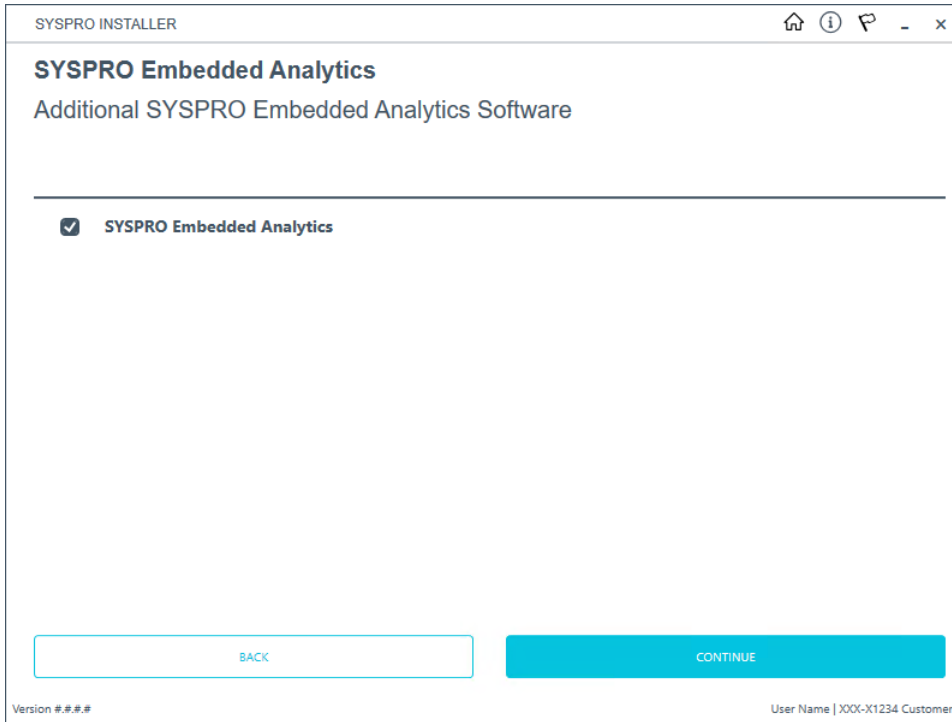 SYSPRO INSTALLER
SYSPRO Embedded Analytics
Additional SYSPRO Embedded Analytics Software
SYSPRO Embedded Analytics
BACK CONTINUE
Version #.#.#.# User Name | XXX-X1234 Customer